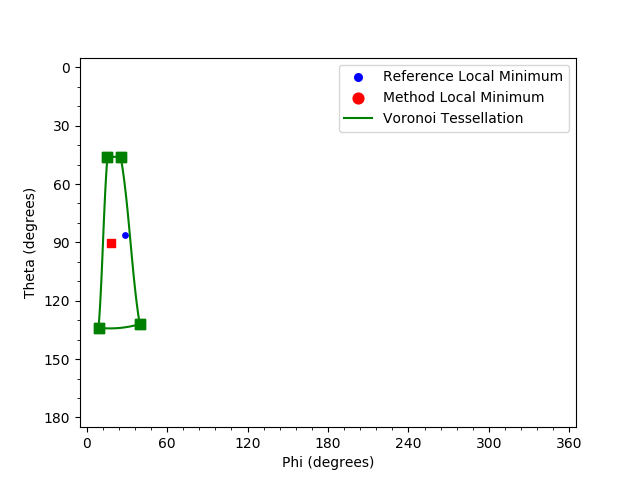 Reference Local Minimum
Method Local Minimum
Voronoi Tessellation
0
30
60
90
120
150
180
Theta (degrees)
0 60 120 180 240 300 360
Phi (degrees)